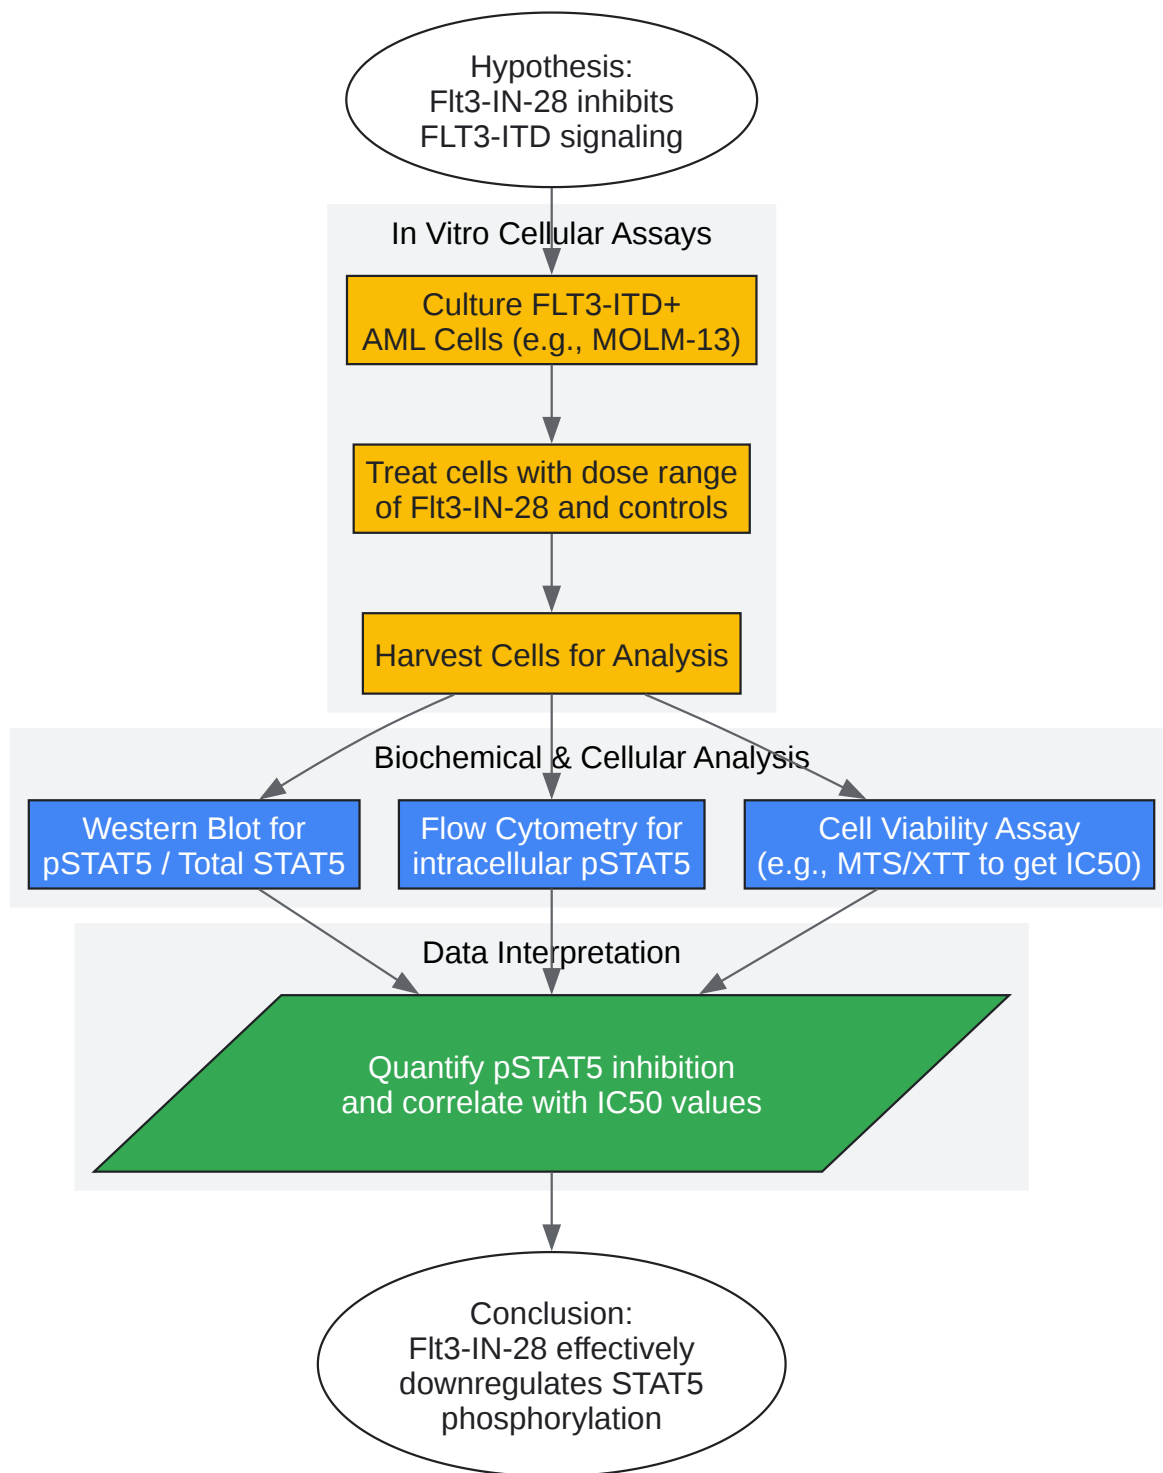 Hypothesis:
Flt3-IN-28 inhibits
FLT3-ITD signaling
In Vitro Cellular Assays
Culture FLT3-ITD+
AML Cells (e.g., MOLM-13)
Treat cells with dose range
of Flt3-IN-28 and controls
Harvest Cells for Analysis
Biochemical & Cellular Analysis
Western Blot for
pSTAT5 / Total STAT5
Flow Cytometry for
intracellular pSTAT5
Cell Viability Assay
(e.g., MTS/XTT to get IC50)
Data Interpretation
Quantify pSTAT5 inhibition
and correlate with IC50 values
Conclusion:
Flt3-IN-28 effectively
downregulates STAT5
phosphorylation